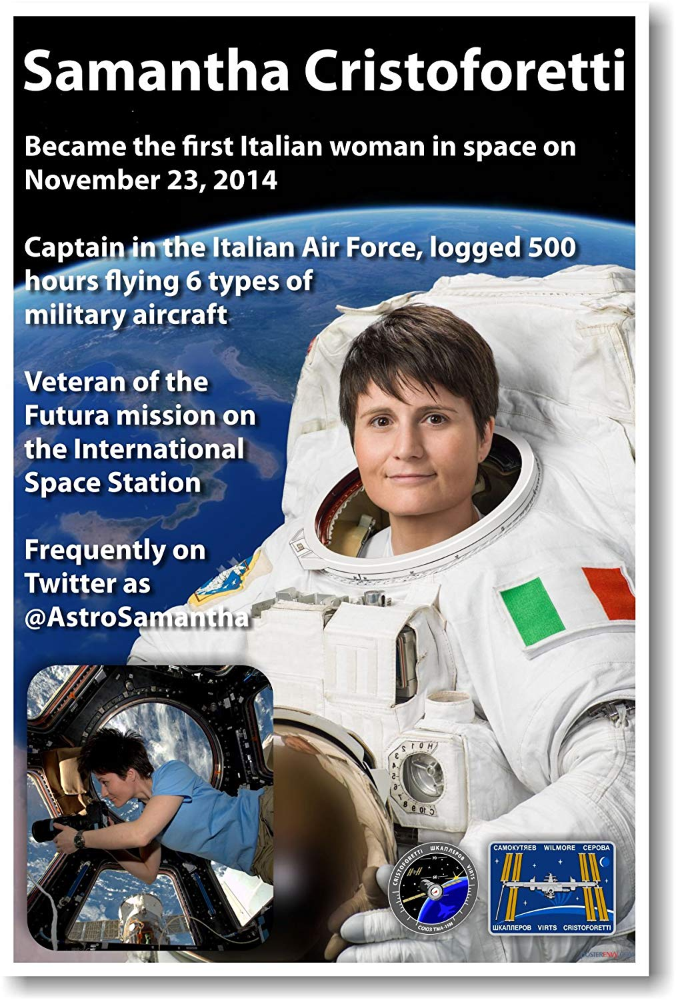 Samantha Cristoforetti
Became the first Italian woman in space on
November 23, 2014
Captain in the Italian Air Force, logged 500
hours flying 6 types of
military aircraft
Veteran of the
Futura mission on
the International
Space Station
Frequently on
Twitter as
@AstroSamantha
CRISTOFORETTI ШКАПЛЕРОВ VIRTS
70
60
СОЮЗ ТМА-15М
САМОКУТЯЕВ WILMORE СЕРОВА
ШКАПЛЕРОВ VIRTS CRISTOFORETTI